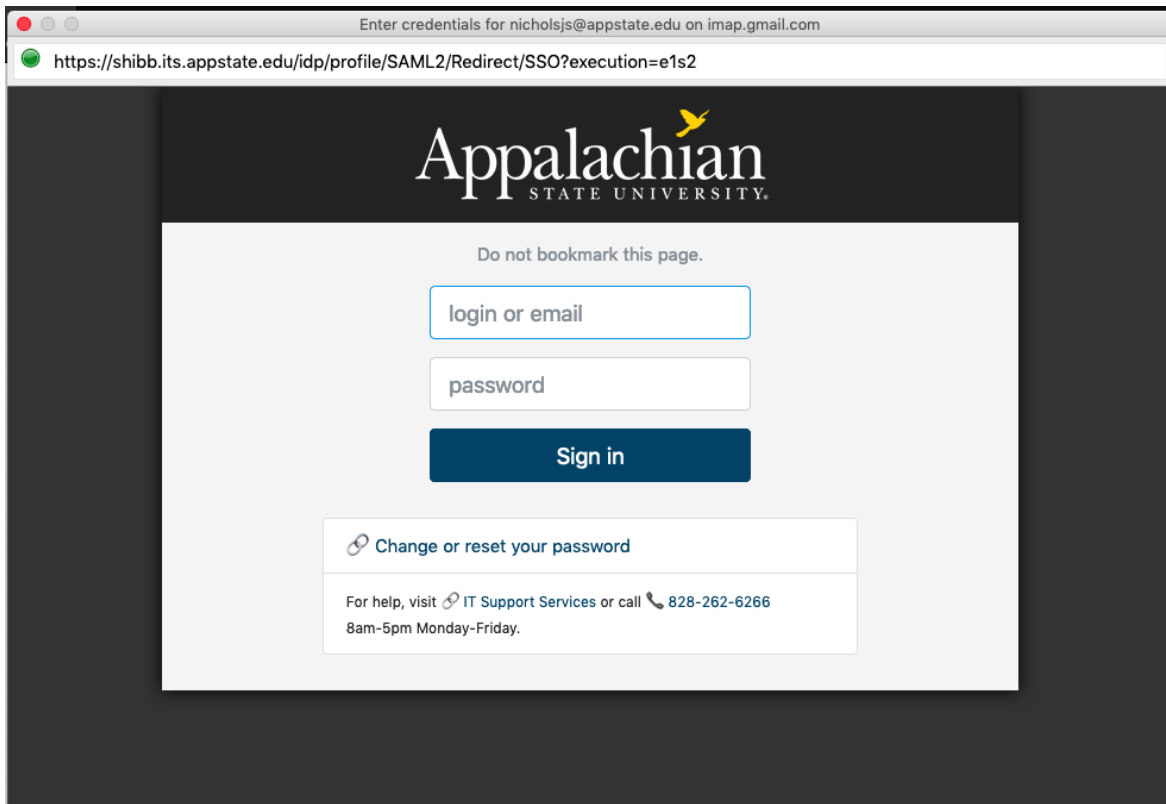 Enter credentials for nicholsjs@appstate.edu on imap.gmail.com
https://shibb.its.appstate.edu/idp/profile/SAML2/Redirect/SSO?execution=e1s2
Appalachian
STATE UNIVERSITY®
Do not bookmark this page.
login or email
password
Sign in
Change or reset your password
For help, visit IT Support Services or call 828-262-6266
8am-5pm Monday-Friday.